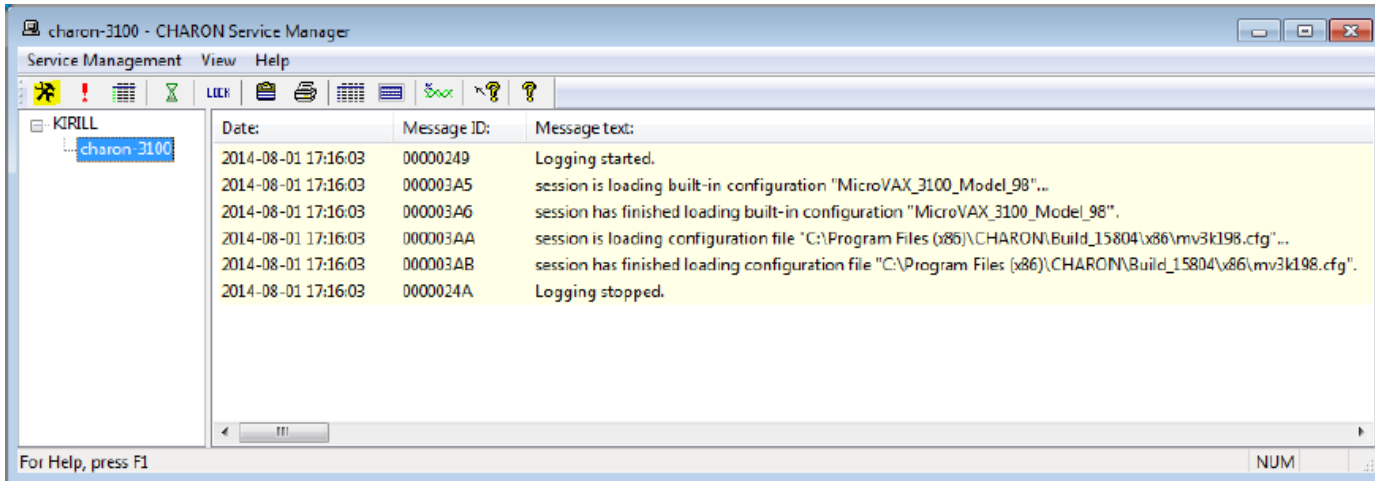 charon-3100 - CHARON Service Manager
Service Management View Help
LOCK
KIRILL
charon-3100
Date: Message ID: Message text:
2014-08-01 17:16:03 00000249 Logging started.
2014-08-01 17:16:03 000003A5 session is loading built-in configuration "MicroVAX_3100_Model_98"...
2014-08-01 17:16:03 000003A6 session has finished loading built-in configuration "MicroVAX_3100_Model_98".
2014-08-01 17:16:03 000003AA session is loading configuration file "C:\Program Files (x86)\CHARON\Build_15804\x86\mv3k198.cfg"...
2014-08-01 17:16:03 000003AB session has finished loading configuration file "C:\Program Files (x86)\CHARON\Build_15804\x86\mv3k198.cfg".
2014-08-01 17:16:03 0000024A Logging stopped.
For Help, press F1 NUM